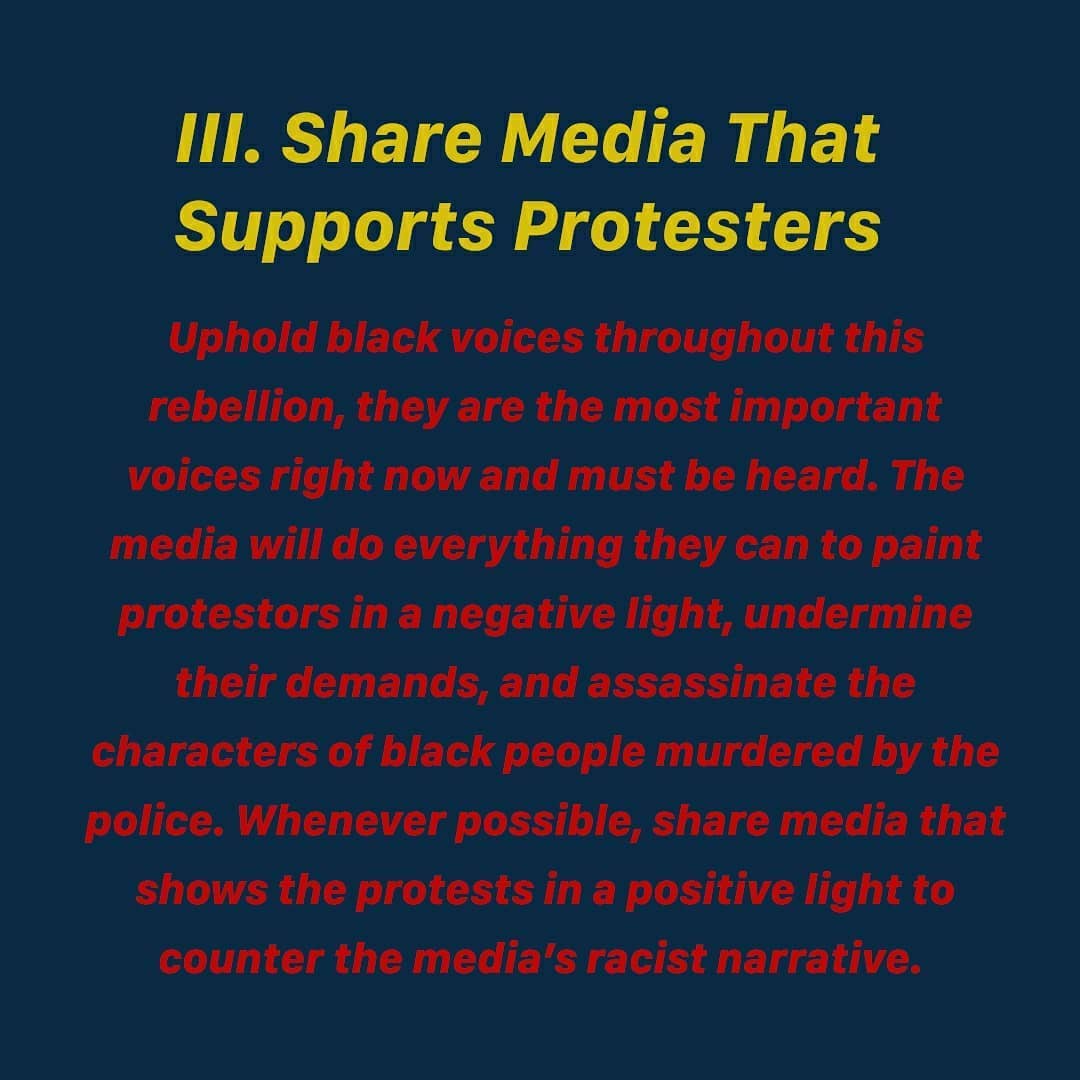 III. Share Media That
Supports Protesters
Uphold black voices throughout this
rebellion, they are the most important
voices right now and must be heard. The
media will do everything they can to paint
protestors in a negative light, undermine
their demands, and assassinate the
characters of black people murdered by the
police. Whenever possible, share media that
shows the protests in a positive light to
counter the media's racist narrative.